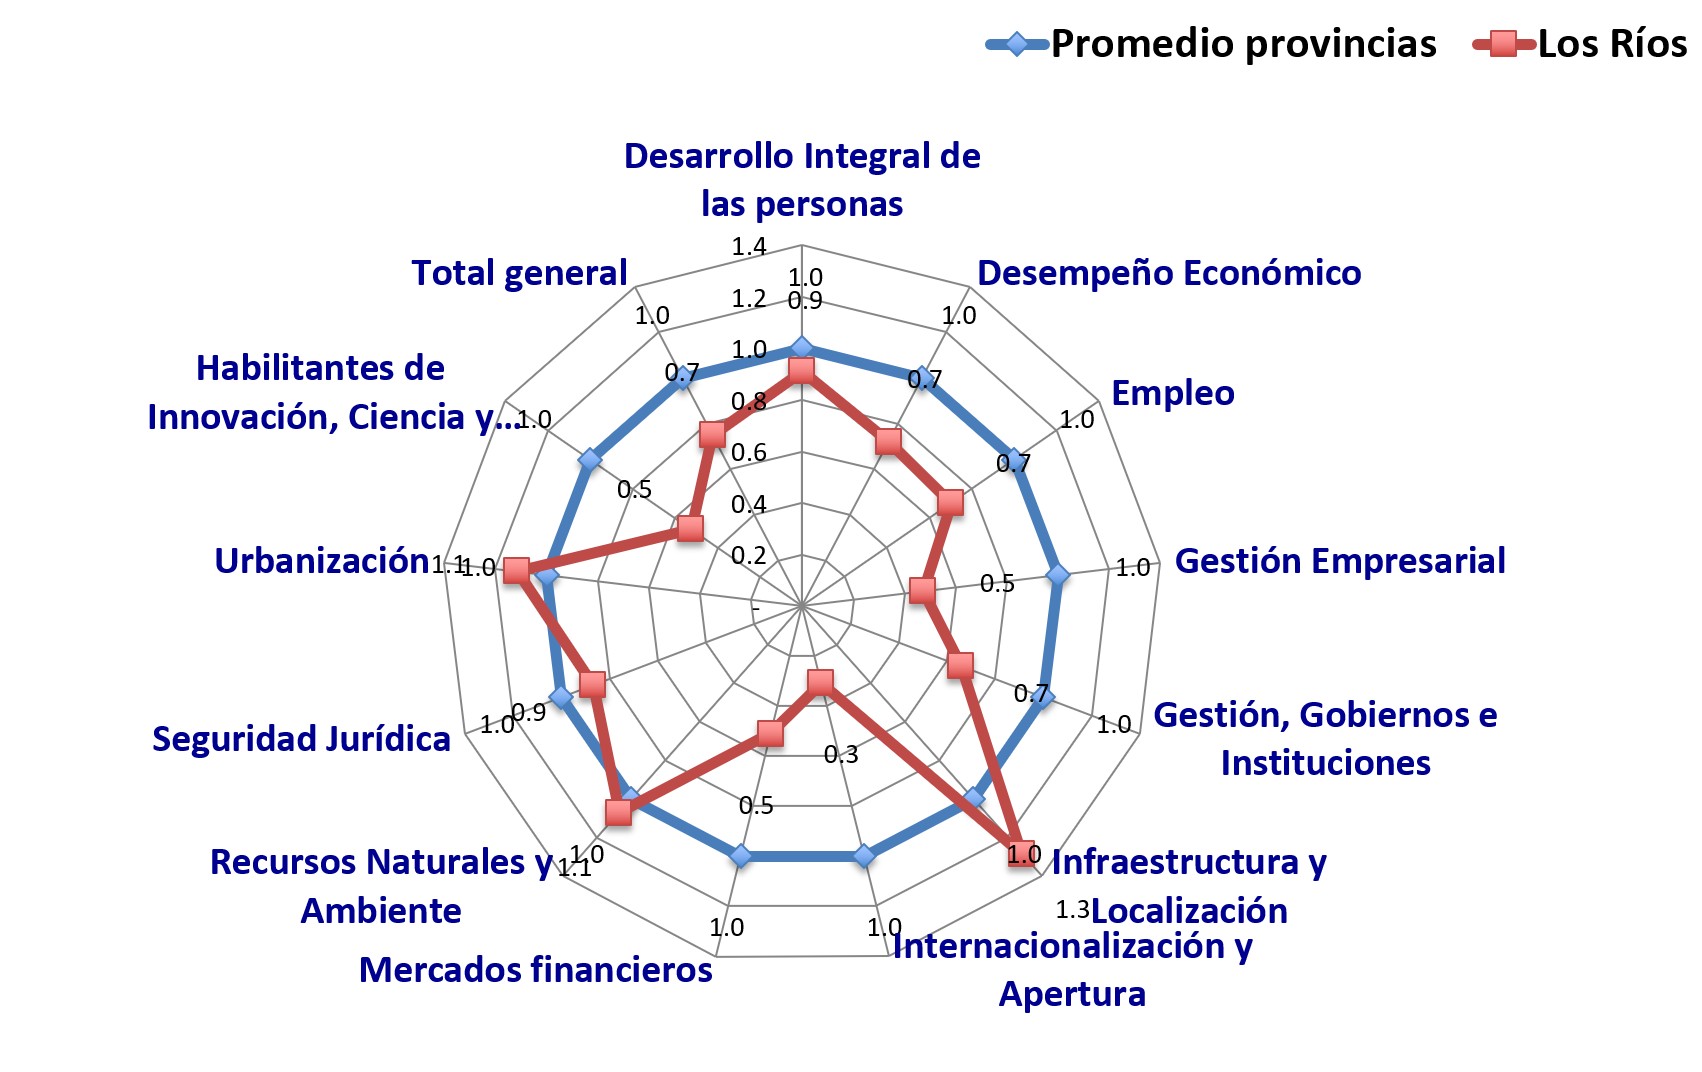 Promedio provincias Los Ríos
Desarrollo Integral de
las personas
Total general
Desempeño Económico
Habilitantes de
Innovación, Ciencia y...
Empleo
Urbanización
Gestión Empresarial
Seguridad Jurídica
Gestión, Gobiernos e
Instituciones
Recursos Naturales y
Ambiente
Infraestructura y
Localización
Mercados financieros
Internacionalización y
Apertura
1.4
1.2
1.0
0.8
0.6
0.4
0.2
-
1.0
0.9
1.0
0.7
1.0
0.7
1.0
0.5
1.0
0.7
1.0
1.3
1.0
0.3
1.0
0.5
1.0
1.1
1.0
0.9
1.0
1.1
1.0
0.5
1.0
0.7